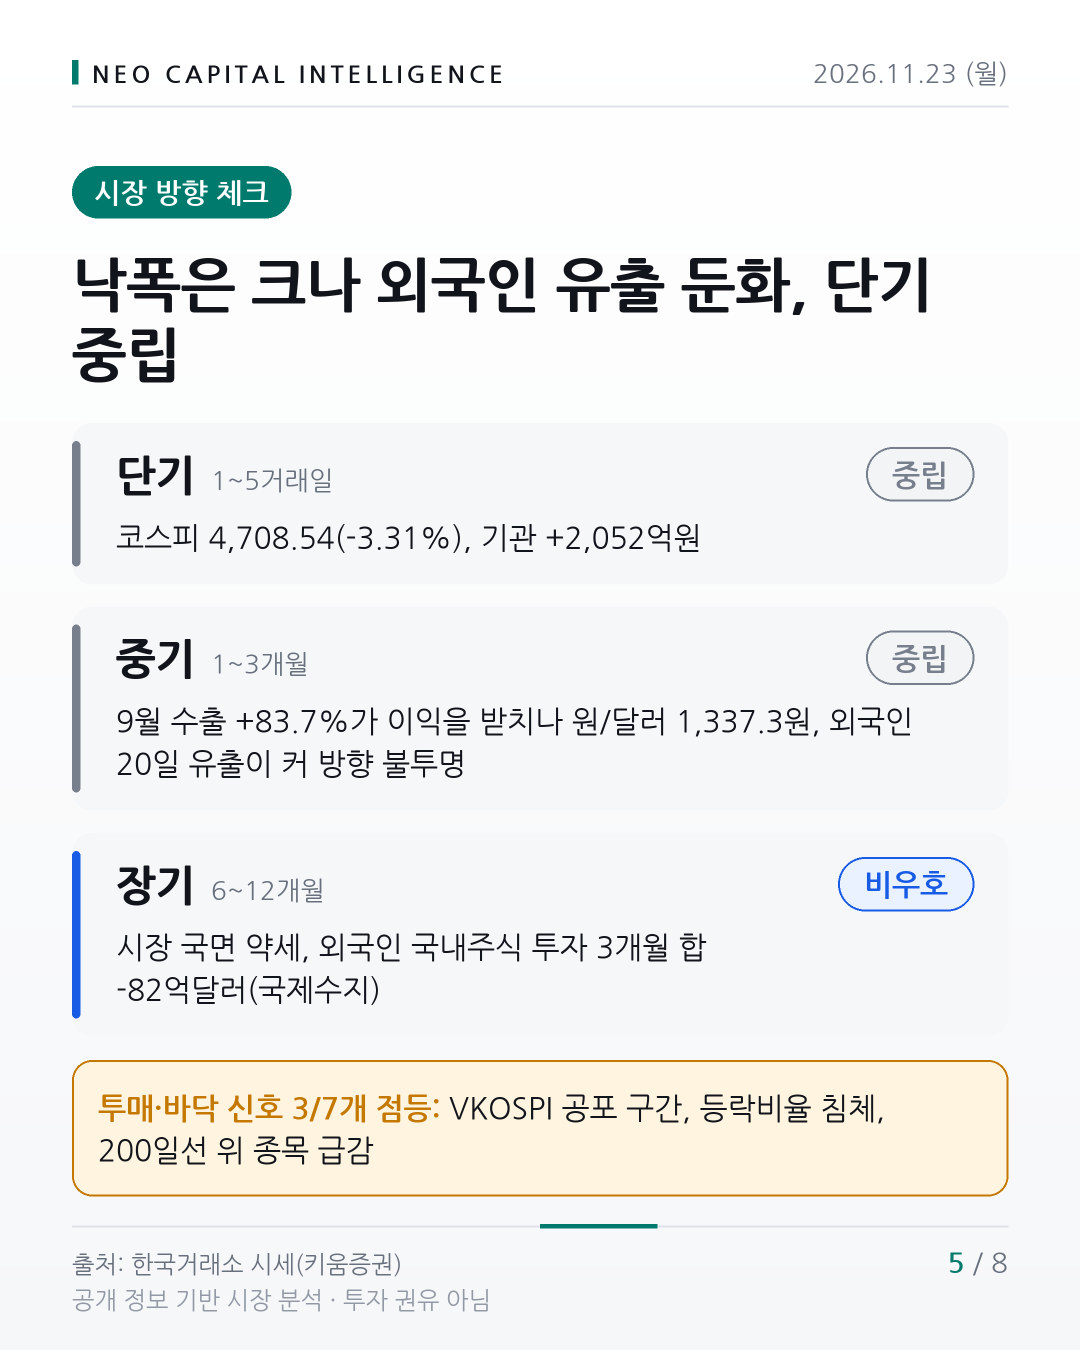 NEO CAPITAL INTELLIGENCE
2026.11.23 (월)
시장 방향 체크
낙폭은 크나 외국인 유출 둔화, 단기
중립
단기 1~5거래일
중립
코스피 4,708.54(-3.31%), 기관 +2,052억원
중기 1~3개월
중립
9월 수출 +83.7%가 이익을 받치나 원/달러 1,337.3원, 외국인
20일 유출이 커 방향 불투명
장기 6~12개월
비우호
시장 국면 약세, 외국인 국내주식 투자 3개월 합
-82억달러(국제수지)
투매·바닥 신호 3/7개 점등: VKOSPI 공포 구간, 등락비율 침체,
200일선 위 종목 급감
출처: 한국거래소 시세(키움증권)
5 / 8
공개 정보 기반 시장 분석 · 투자 권유 아님